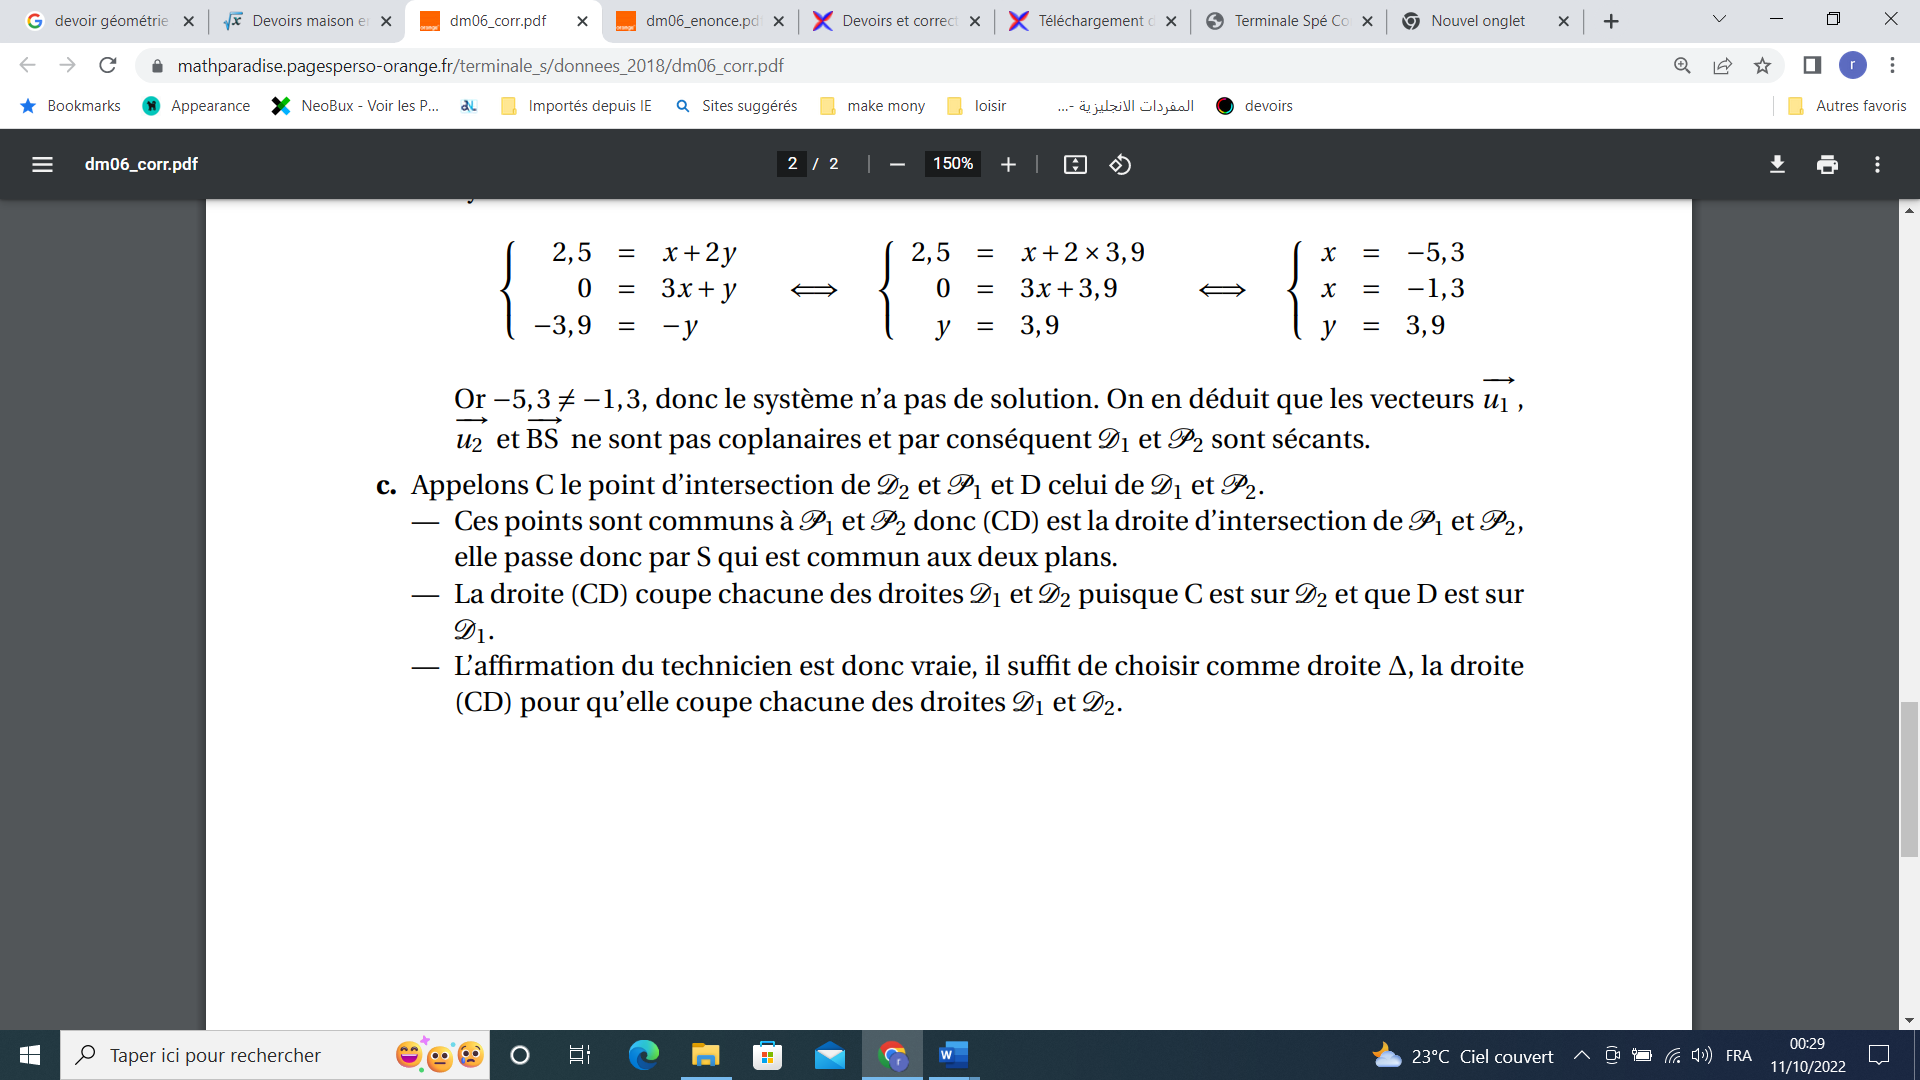 devoir géométrie
Devoirs maison e
dm06_corr.pdf
dm06_enonce.pd
Devoirs et correct
Téléchargement d
Terminale Spé Co
Nouvel onglet
mathparadise.pagesperso-orange.fr/terminale_s/donnees_2018/dm06_corr.pdf
r
Bookmarks
Appearance
NeoBux - Voir les P...
Importés depuis IE
Sites suggérés
make mony
loisir
المفردات الانجليزية -...
devoirs
Autres favoris
dm06_corr.pdf
2 / 2
150%
2,5 = x+2y ⟺ 2,5 = x+2×3,9 ⟺ x = −5,3
0 = 3x+y 0 = 3x+3,9 x = −1,3
−3,9 = −y y = 3,9 y = 3,9
Or −5,3 ≠ −1,3, donc le système n'a pas de solution. On en déduit que les vecteurs u₁ ,
u₂ et BS ne sont pas coplanaires et par conséquent 𝒟₁ et 𝒫₂ sont sécants.
c. Appelons C le point d'intersection de 𝒟₂ et 𝒫₁ et D celui de 𝒟₁ et 𝒫₂.
— Ces points sont communs à 𝒫₁ et 𝒫₂ donc (CD) est la droite d'intersection de 𝒫₁ et 𝒫₂,
elle passe donc par S qui est commun aux deux plans.
— La droite (CD) coupe chacune des droites 𝒟₁ et 𝒟₂ puisque C est sur 𝒟₂ et que D est sur
𝒟₁.
— L'affirmation du technicien est donc vraie, il suffit de choisir comme droite Δ, la droite
(CD) pour qu'elle coupe chacune des droites 𝒟₁ et 𝒟₂.
Taper ici pour rechercher
23°C Ciel couvert
FRA
00:29
11/10/2022